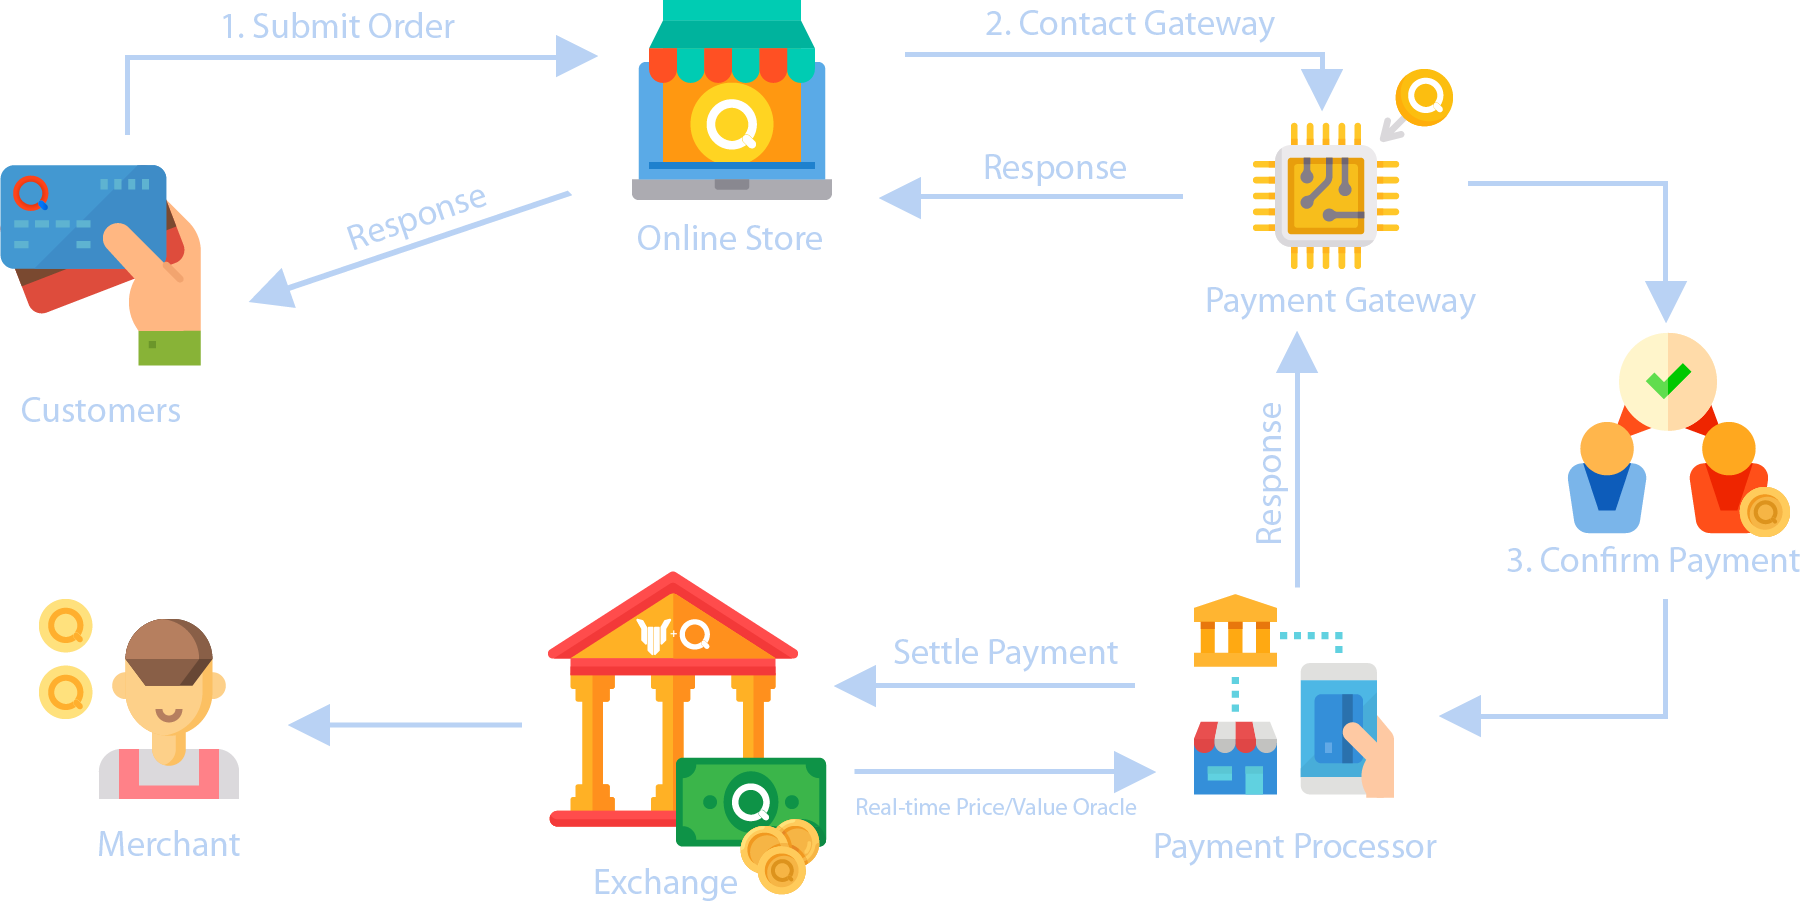 1. Submit Order
2. Contact Gateway
Response
Response
Online Store
Payment Gateway
Customers
Response
3. Confirm Payment
Settle Payment
Real-time Price/Value Oracle
Merchant
Payment Processor
Exchange